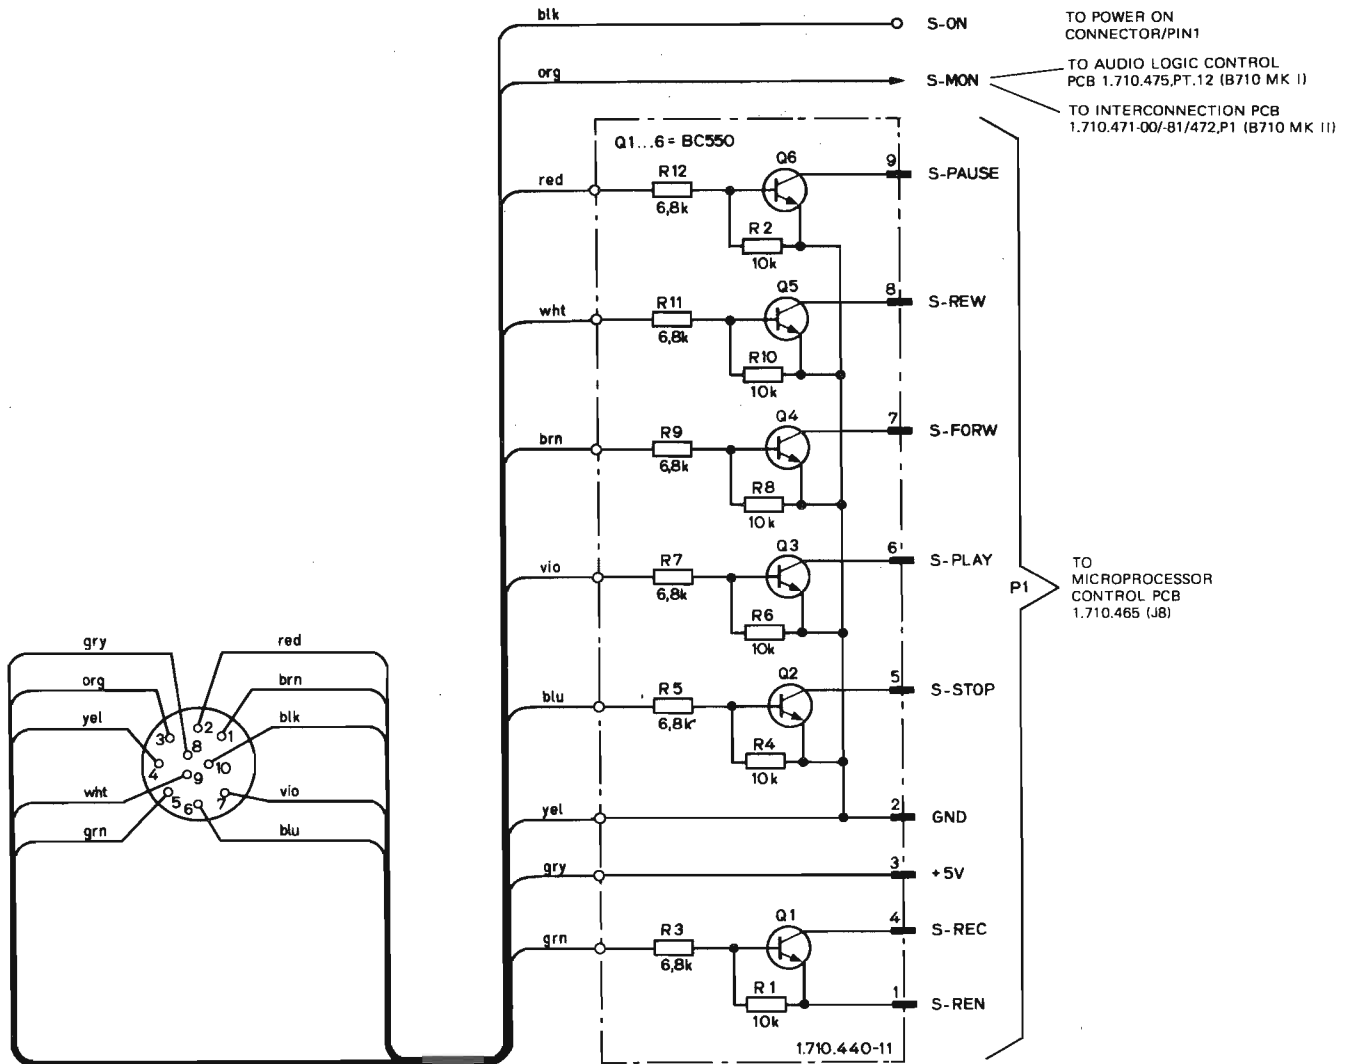 blk
S-ON
TO POWER ON
CONNECTOR/PIN1
org
S-MON
TO AUDIO LOGIC CONTROL
PCB 1.710.475,PT.12 (B710 MK I)
TO INTERCONNECTION PCB
1.710.471-00/-81/472,P1 (B710 MK II)
Q1...6 = BC550
red
R12
6,8k
Q6
R2
10k
9
S-PAUSE
wht
R11
6,8k
Q5
R10
10k
8
S-REW
brn
R9
6,8k
Q4
R8
10k
7
S-FORW
vio
R7
6,8k
Q3
R6
10k
6
S-PLAY
P1
TO
MICROPROCESSOR
CONTROL PCB
1.710.465 (J8)
blu
R5
6,8k
Q2
R4
10k
5
S-STOP
yel
2
GND
gry
3
+5V
grn
R3
6,8k
Q1
R1
10k
4
S-REC
1
S-REN
1.710.440-11
gry
red
org
brn
yel
blk
wht
vio
grn
blu
3
2
1
8
4
10
9
5
6
7